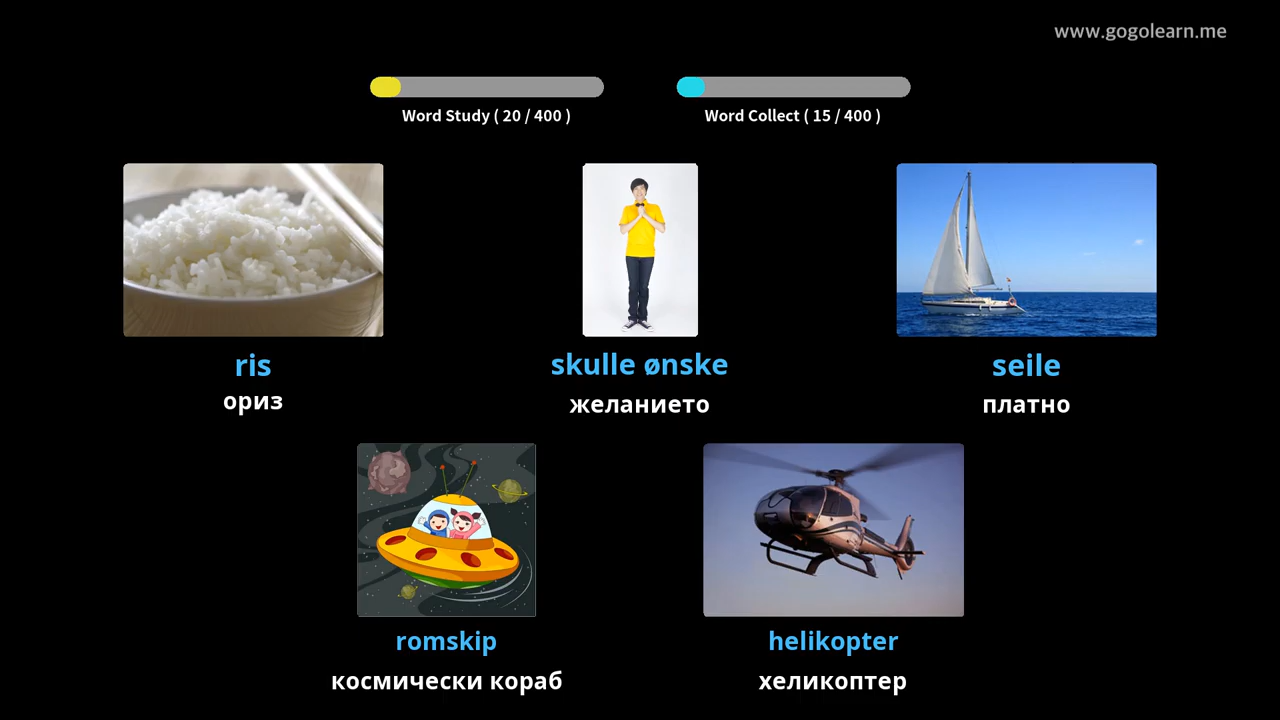 www.gogolearn.me
Word Study ( 20 / 400 )
Word Collect ( 15 / 400 )
ris
ориз
skulle ønske
желанието
seile
платно
romskip
космически кораб
helikopter
хеликоптер